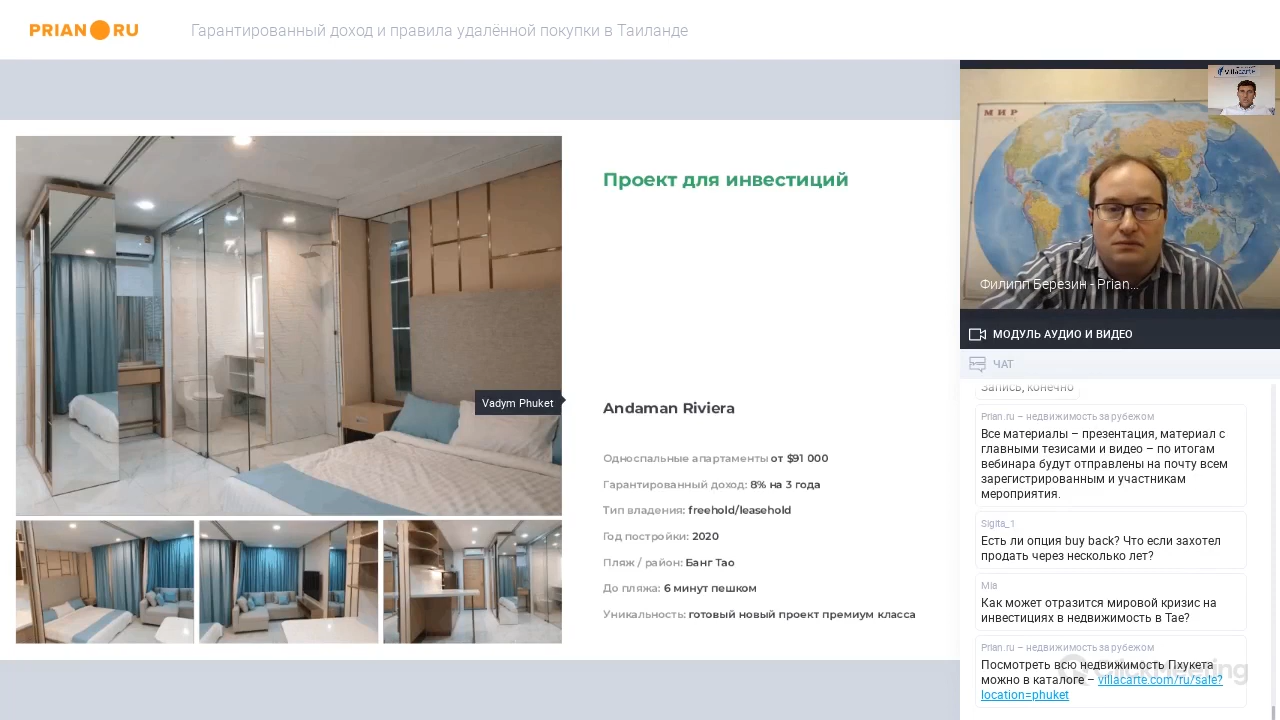 PRIAN RU
Гарантированный доход и правила удалённой покупки в Таиланде
villacarte
МИР
Проект для инвестиций
Филипп Березин - Prian...
МОДУЛЬ АУДИО И ВИДЕО
ЧАТ
Запись, конечно
Vadym Phuket
Andaman Riviera
Односпальные апартаменты от $91 000
Гарантированный доход: 8% на 3 года
Тип владения: freehold/leasehold
Год постройки: 2020
Пляж / район: Банг Тао
До пляжа: 6 минут пешком
Уникальность: готовый новый проект премиум класса
Prian.ru – недвижимость за рубежом
Все материалы – презентация, материал с
главными тезисами и видео – по итогам
вебинара будут отправлены на почту всем
зарегистрированным и участникам
мероприятия.
Sigita_1
Есть ли опция buy back? Что если захотел
продать через несколько лет?
Mia
Как может отразится мировой кризис на
инвестициях в недвижимость в Тае?
Prian.ru – недвижимость за рубежом
Посмотреть всю недвижимость Пхукета
можно в каталоге – villacarte.com/ru/sale?
location=phuket
ClickMeeting